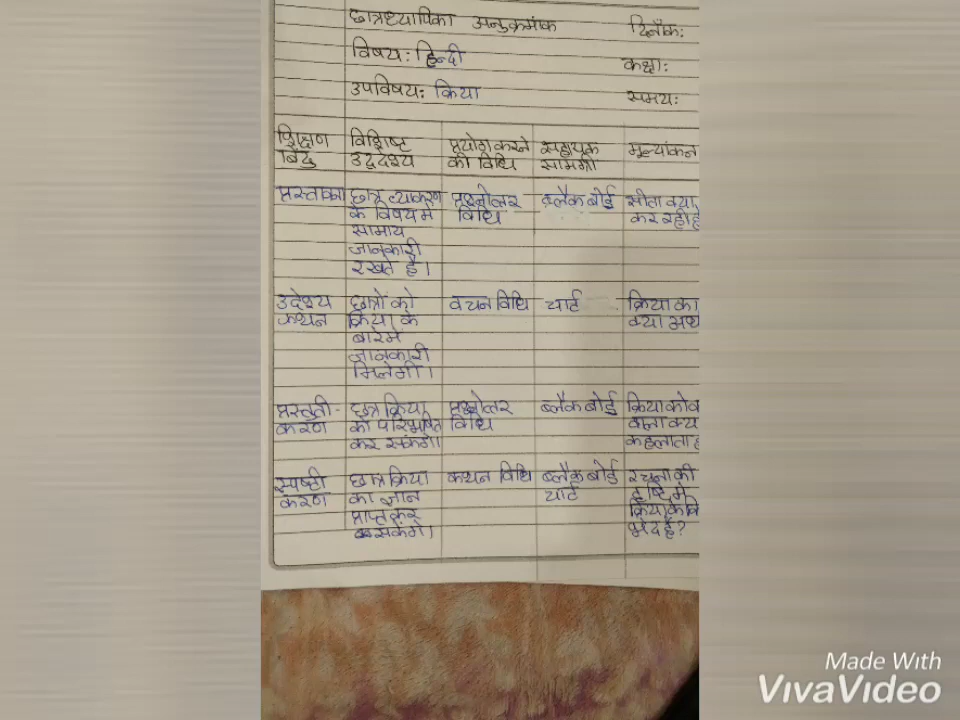 छात्रध्यापिका अनुक्रमांक दिनाँक:
विषय: हिन्दी कक्षा:
उपविषय: क्रिया समय:
शिक्षण विशिष्ट प्रयोग करने सहायक मूल्यांकन
बिंदु उद्देश्य की विधि सामग्री
प्रस्तावना छात्र व्याकरण प्रश्नोत्तर ब्लैक बोर्ड सीता क्या
के विषय में विधि कर रही है
सामाय
जानकारी
रखते है।
उदेश्य छात्रों को वचन विधि चार्ट क्रिया का
कथन क्रिया के क्या अर्थ
बारे में
जानकारी
मिलेगी।
प्रस्तुती- छात्र क्रिया प्रश्नोत्तर ब्लैक बोर्ड क्रिया को
करण को परिभाषित विधि वाला क्या
कर सकेंगे। कहलाता
स्पष्टी छात्र क्रिया कथन विधि ब्लैक बोर्ड रचना की
करण का ज्ञान चार्ट दृष्टि में
प्राप्त कर क्रिया के
सकेंगे। भेद है?
Made With
VivaVideo